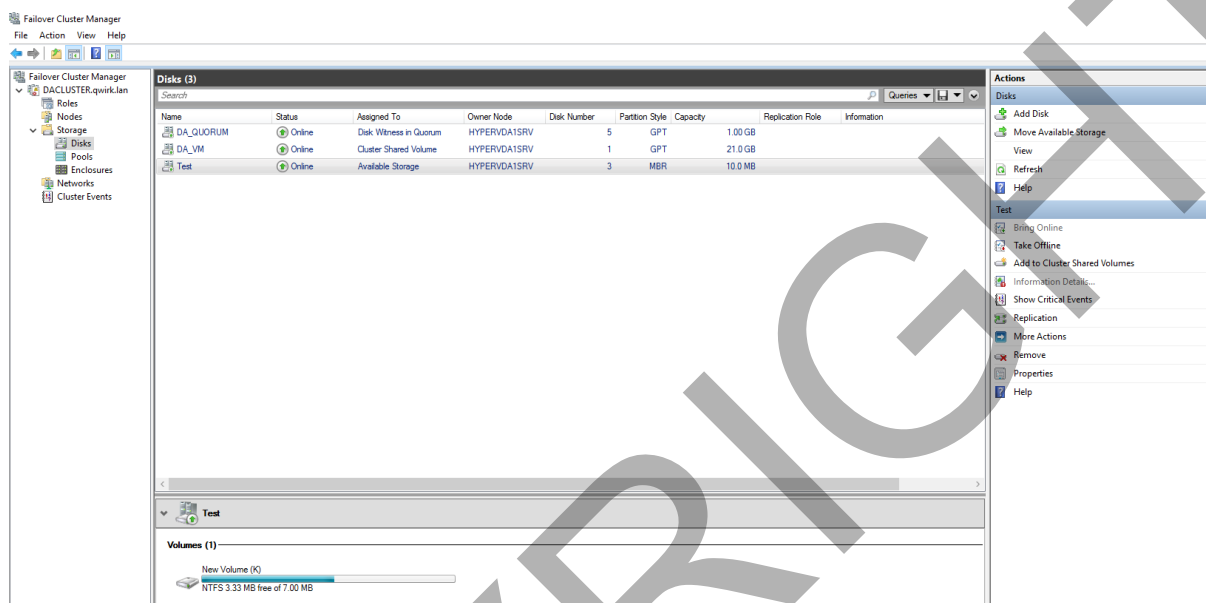 Failover Cluster Manager
File Action View Help
Failover Cluster Manager
DACLUSTER.qwirk.lan
Roles
Nodes
Storage
Disks
Pools
Enclosures
Networks
Cluster Events
Disks (3)
Search Queries
Name Status Assigned To Owner Node Disk Number Partition Style Capacity Replication Role Information
DA_QUORUM Online Disk Witness in Quorum HYPERVDA1SRV 5 GPT 1.00 GB
DA_VM Online Cluster Shared Volume HYPERVDA1SRV 1 GPT 21.0 GB
Test Online Available Storage HYPERVDA1SRV 3 MBR 10.0 MB
Test
Volumes (1)
New Volume (K)
NTFS 3.33 MB free of 7.00 MB
Actions
Disks
Add Disk
Move Available Storage
View
Refresh
Help
Test
Bring Online
Take Offline
Add to Cluster Shared Volumes
Information Details...
Show Critical Events
Replication
More Actions
Remove
Properties
Help